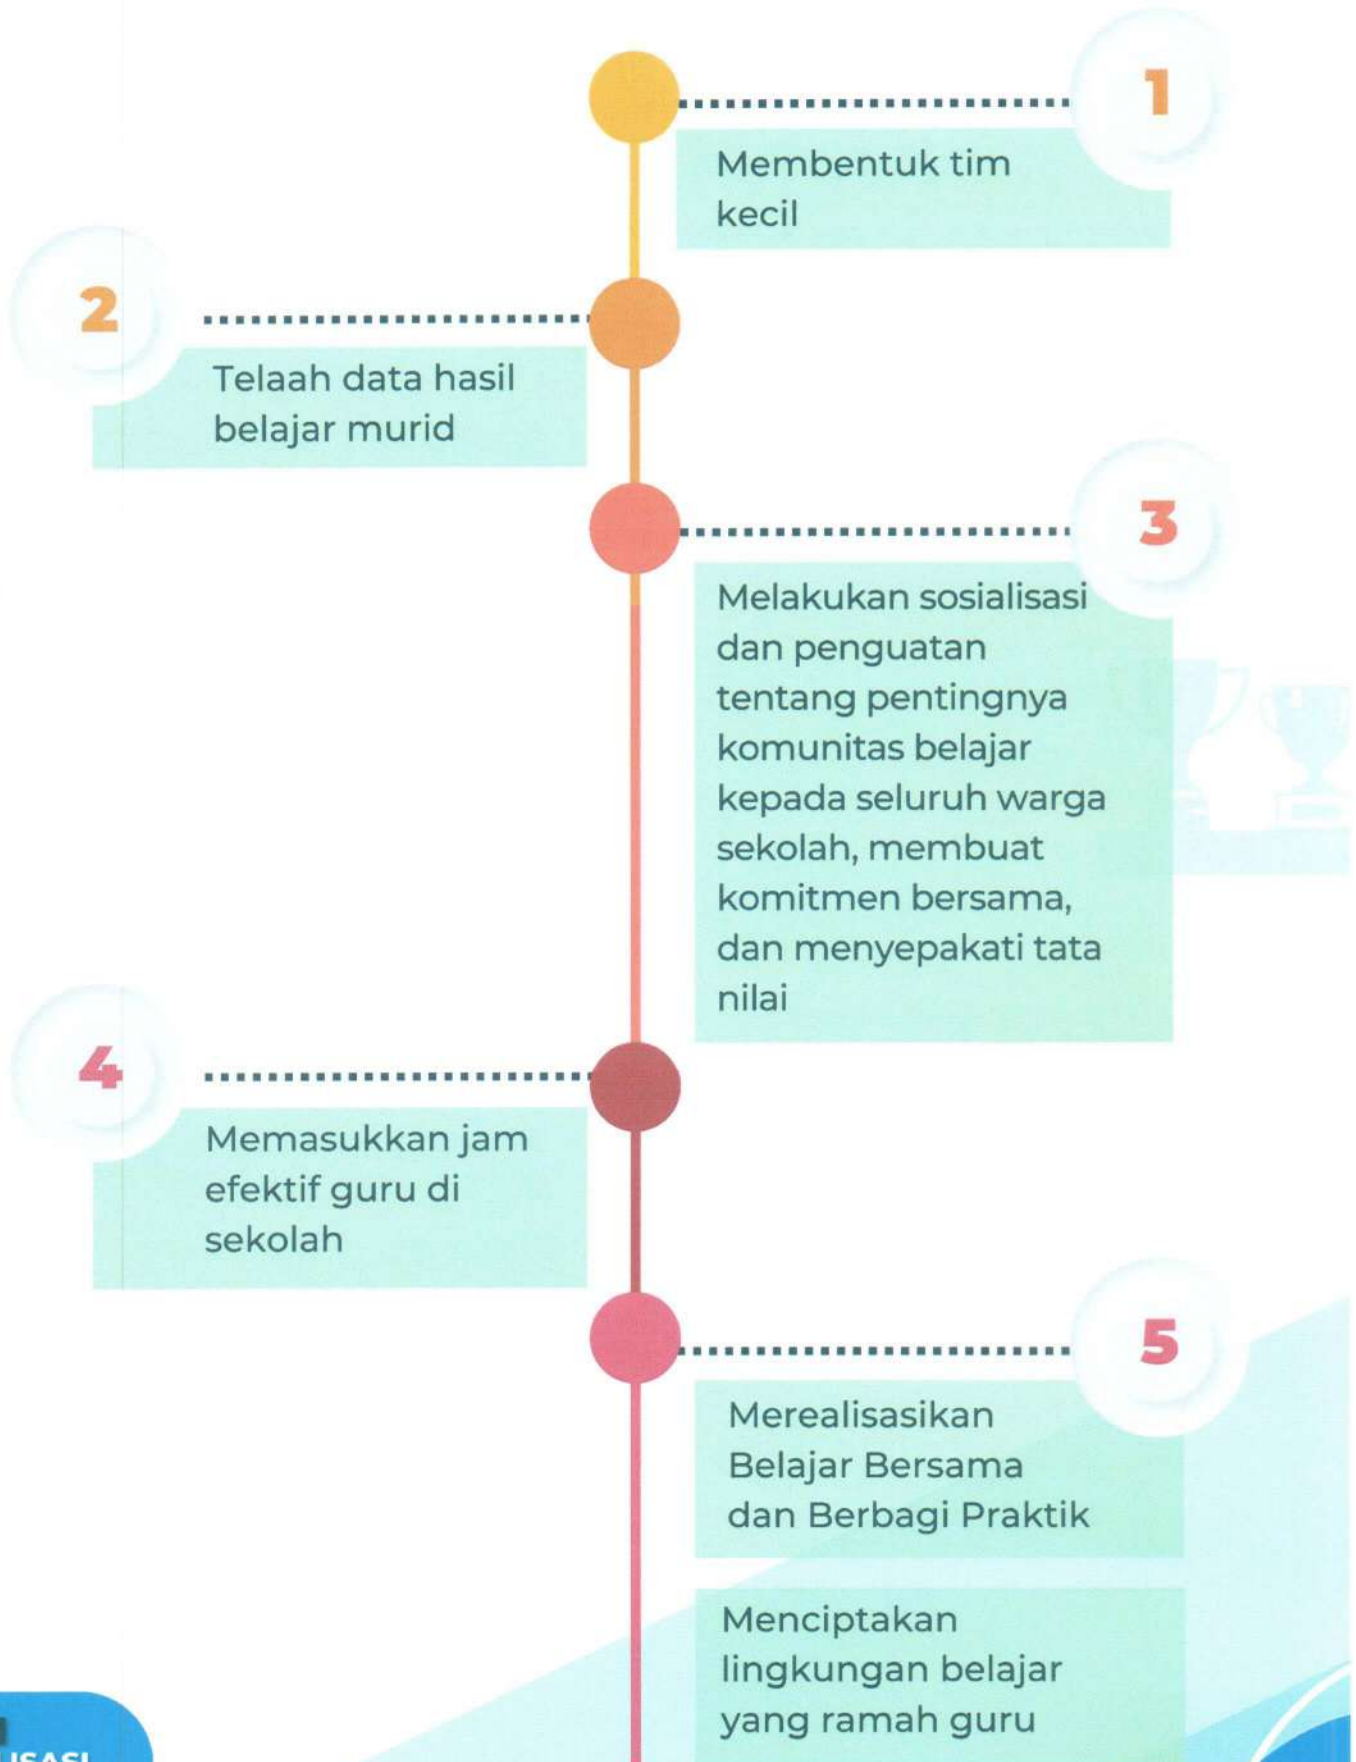 1
Membentuk tim
kecil
2
Telaah data hasil
belajar murid
3
Melakukan sosialisasi
dan penguatan
tentang pentingnya
komunitas belajar
kepada seluruh warga
sekolah, membuat
komitmen bersama,
dan menyepakati tata
nilai
4
Memasukkan jam
efektif guru di
sekolah
5
Merealisasikan
Belajar Bersama
dan Berbagi Praktik
Menciptakan
lingkungan belajar
yang ramah guru